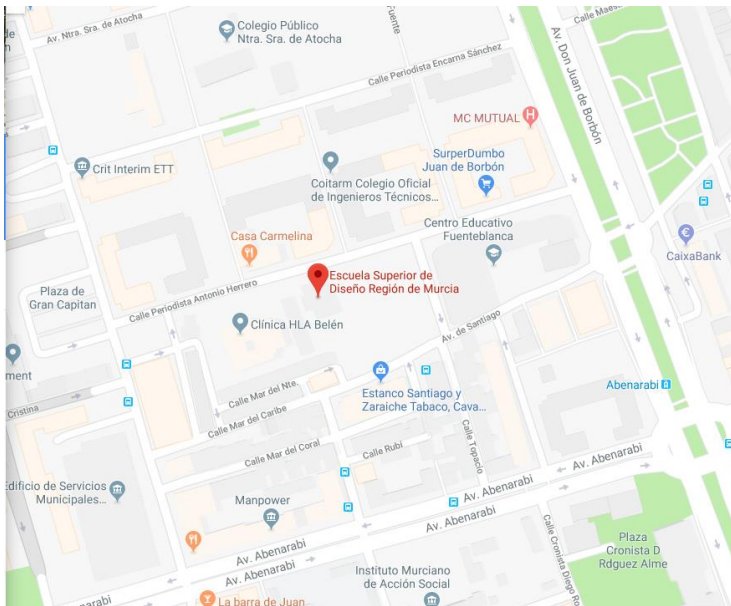 Colegio Público
Ntra. Sra. de Atocha
Av. Ntra. Sra. de Atocha
Fuente
Calle Maes
Av. Don Juan de Borbón
Calle Periodista Encarna Sánchez
MC MUTUAL
H
Crit Interim ETT
SurperDumbo
Juan de Borbón
Coitarm Colegio Oficial
de Ingenieros Técnicos...
Casa Carmelina
Centro Educativo
Fuenteblanca
€
CaixaBank
Escuela Superior de
Diseño Región de Murcia
Plaza de
Gran Capitan
Calle Periodista Antonio Herrero
Clínica HLA Belén
Av. de Santiago
ment
Calle Mar del Nte.
Estanco Santiago y
Zaraiche Tabaco, Cava...
Abenarabi
Cristina
Calle Mar del Caribe
Calle Mar del Coral
Calle Rubí
Calle Topacio
Av. Abenarabi
Edificio de Servicios
Municipales...
Manpower
Av. Abenarabi
Av. Abenarabi
Calle Cronista Diego Ro
Plaza
Cronista D
Rdguez Alme
Av. Abenarabi
Av. Abenarabi
Instituto Murciano
de Acción Social
arabi
La barra de Juan...